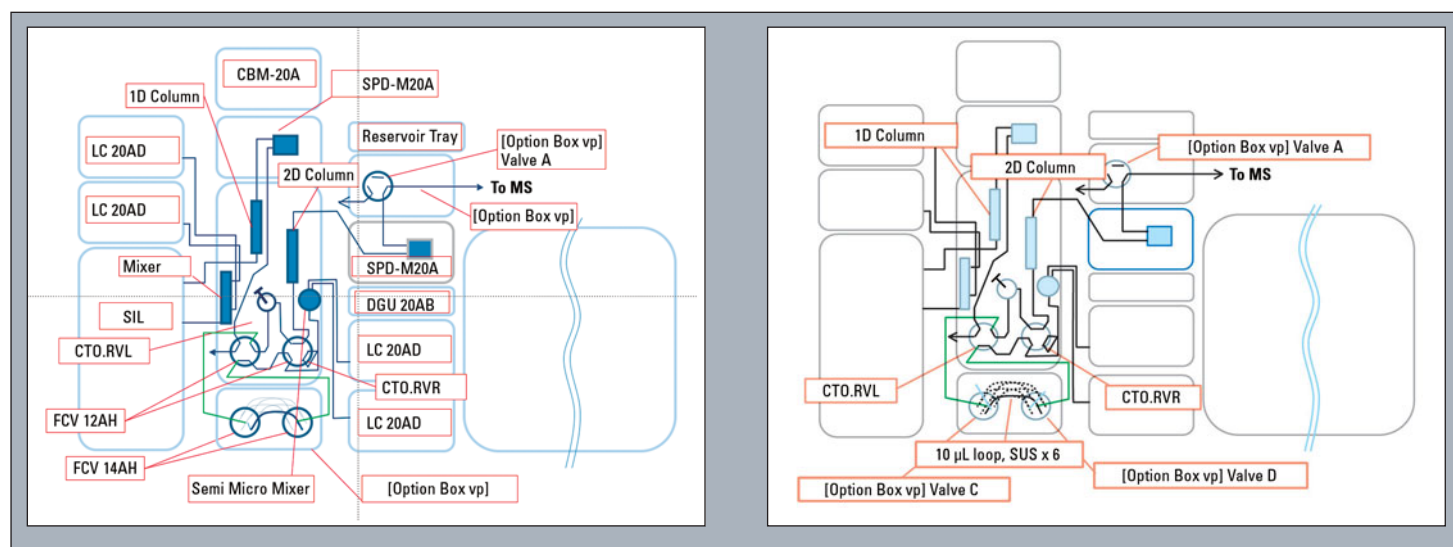 CBM-20A
SPD-M20A
1D Column
LC 20AD
Reservoir Tray
[Option Box vp]
Valve A
2D Column
To MS
LC 20AD
[Option Box vp]
Mixer
SPD-M20A
DGU 20AB
SIL
CTO.RVL
LC 20AD
CTO.RVR
FCV 12AH
LC 20AD
FCV 14AH
Semi Micro Mixer
[Option Box vp]
1D Column
[Option Box vp] Valve A
2D Column
To MS
CTO.RVL
CTO.RVR
10 µL loop, SUS x 6
[Option Box vp] Valve D
[Option Box vp] Valve C